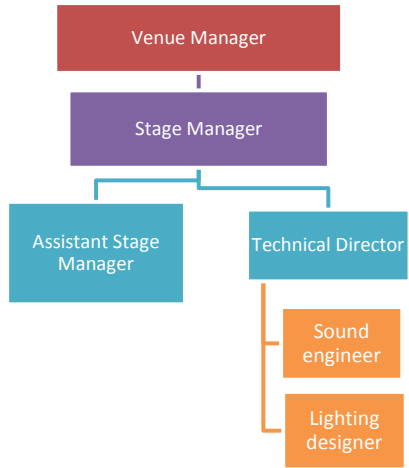 Venue Manager
Stage Manager
Assistant Stage
Manager
Technical Director
Sound
engineer
Lighting
designer